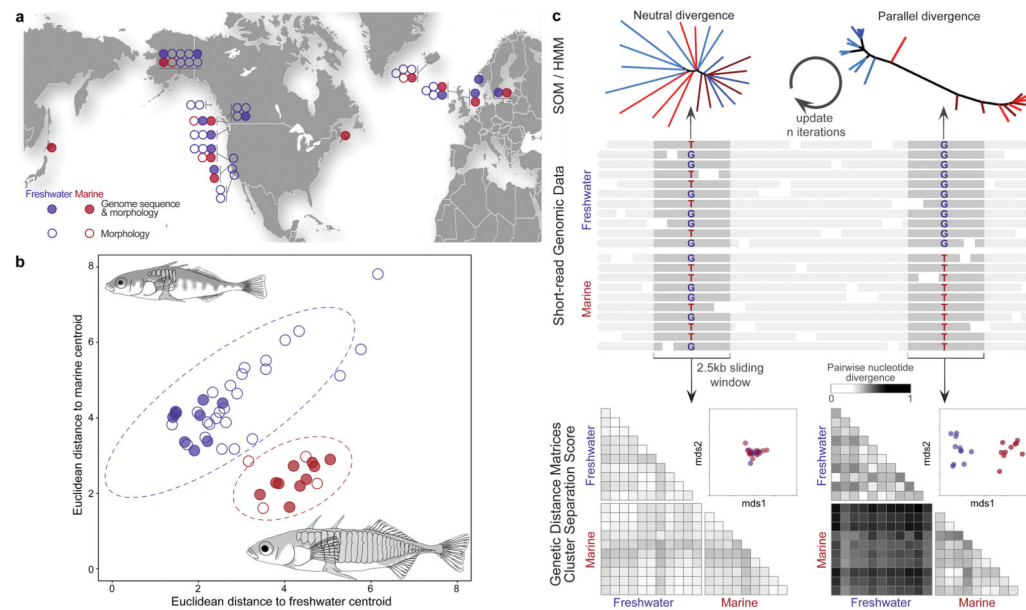 a
Freshwater Marine
Genome sequence
& morphology
Morphology
b
8
6
4
2
0
Euclidean distance to marine centroid
0 2 4 6 8
Euclidean distance to freshwater centroid
c
SOM / HMM
Neutral divergence
Parallel divergence
update
n iterations
Short-read Genomic Data
Freshwater
Marine
T G
G G
G G
T G
T G
G G
T G
G G
G G
T G
G G
G T
T T
T T
G T
T T
T T
G T
T T
T T
G T
2.5kb sliding
window
Pairwise nucleotide
divergence
0 1
Genetic Distance Matrices
Cluster Separation Score
Freshwater
Marine
mds2
mds1
Freshwater
Marine
Freshwater
Marine
mds2
mds1
Freshwater
Marine